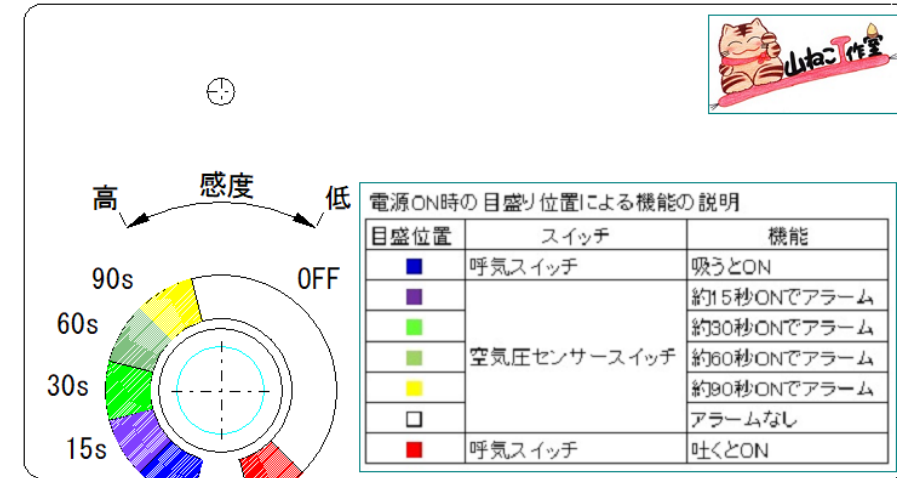 山ねこ工作室
高 感度 低
90s OFF
60s
30s
15s
電源ON時の目盛り位置による機能の説明
目盛位置 スイッチ 機能
呼気スイッチ 吸うとON
約15秒ONでアラーム
約30秒ONでアラーム
空気圧センサースイッチ 約60秒ONでアラーム
約90秒ONでアラーム
アラームなし
呼気スイッチ 吐くとON